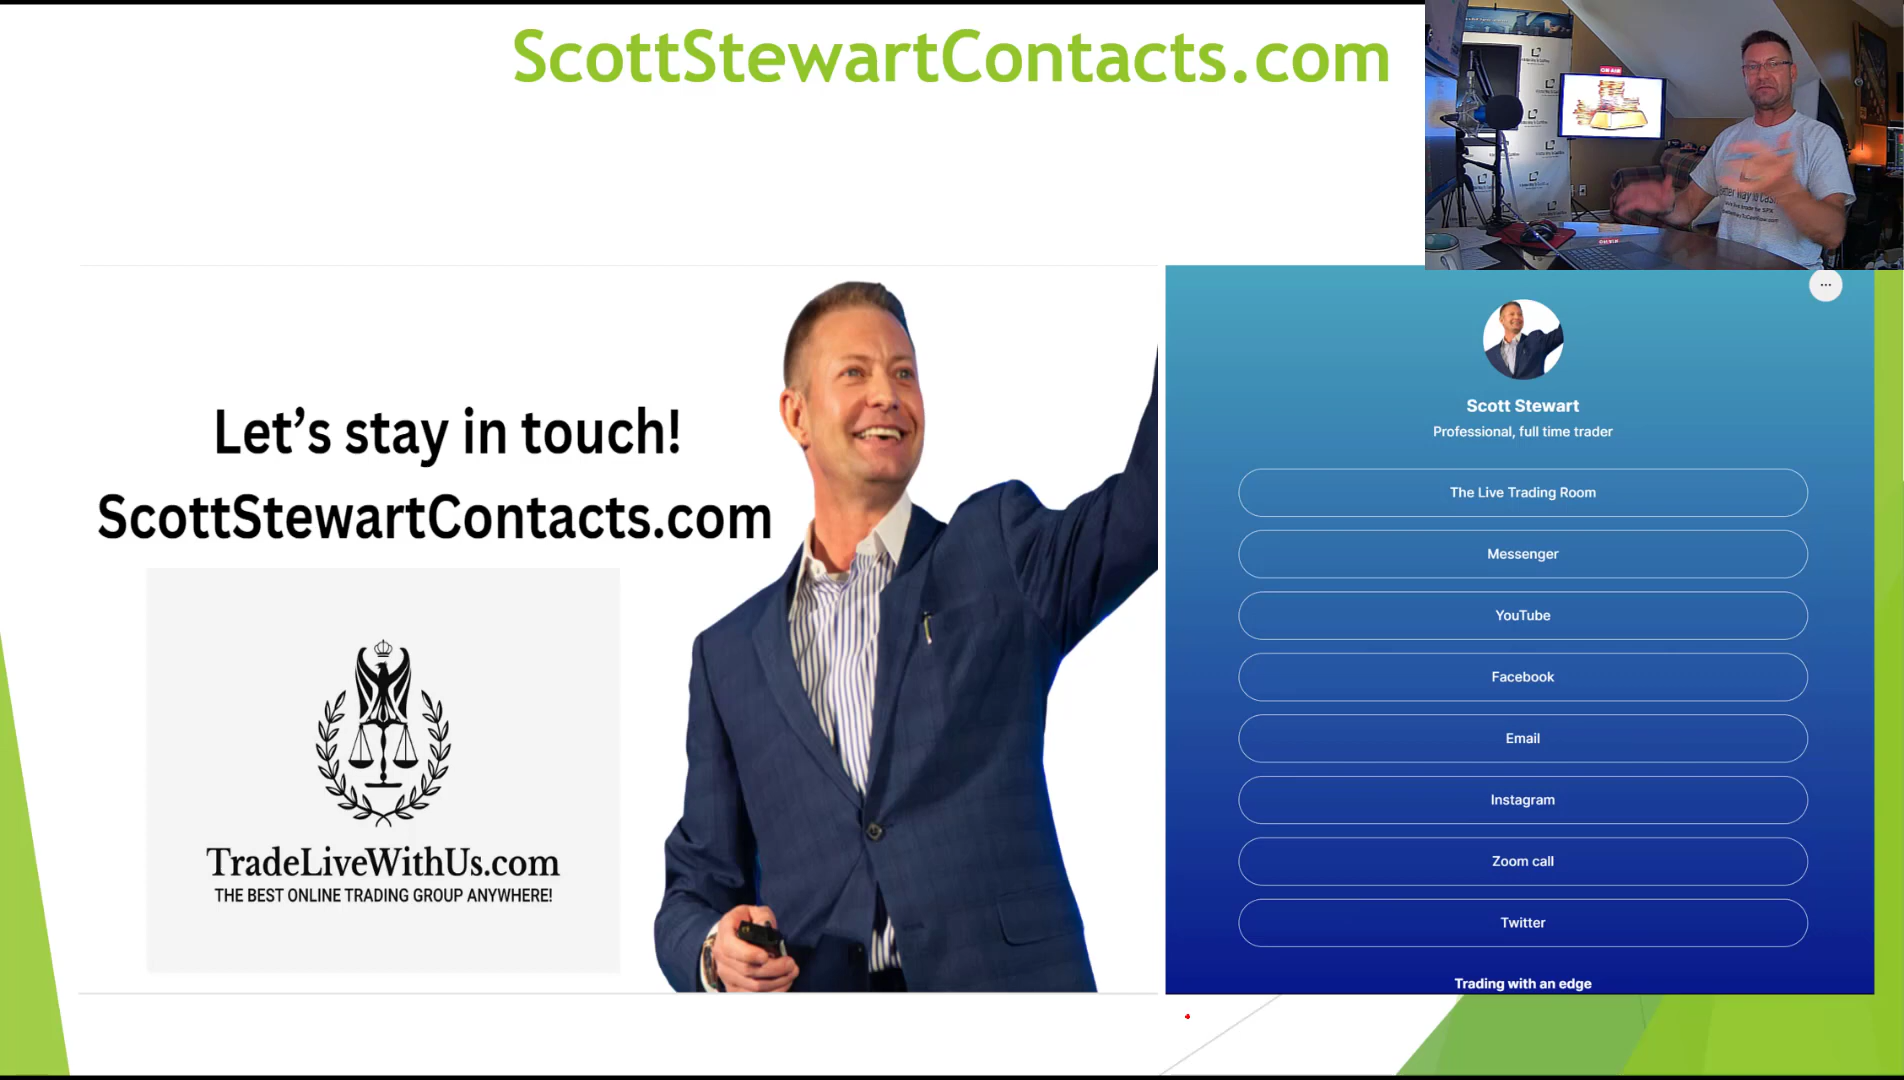 ScottStewartContacts.com
ON AIR
Let’s stay in touch!
ScottStewartContacts.com
TradeLiveWithUs.com
THE BEST ONLINE TRADING GROUP ANYWHERE!
Scott Stewart
Professional, full time trader
The Live Trading Room
Messenger
YouTube
Facebook
Email
Instagram
Zoom call
Twitter
Trading with an edge